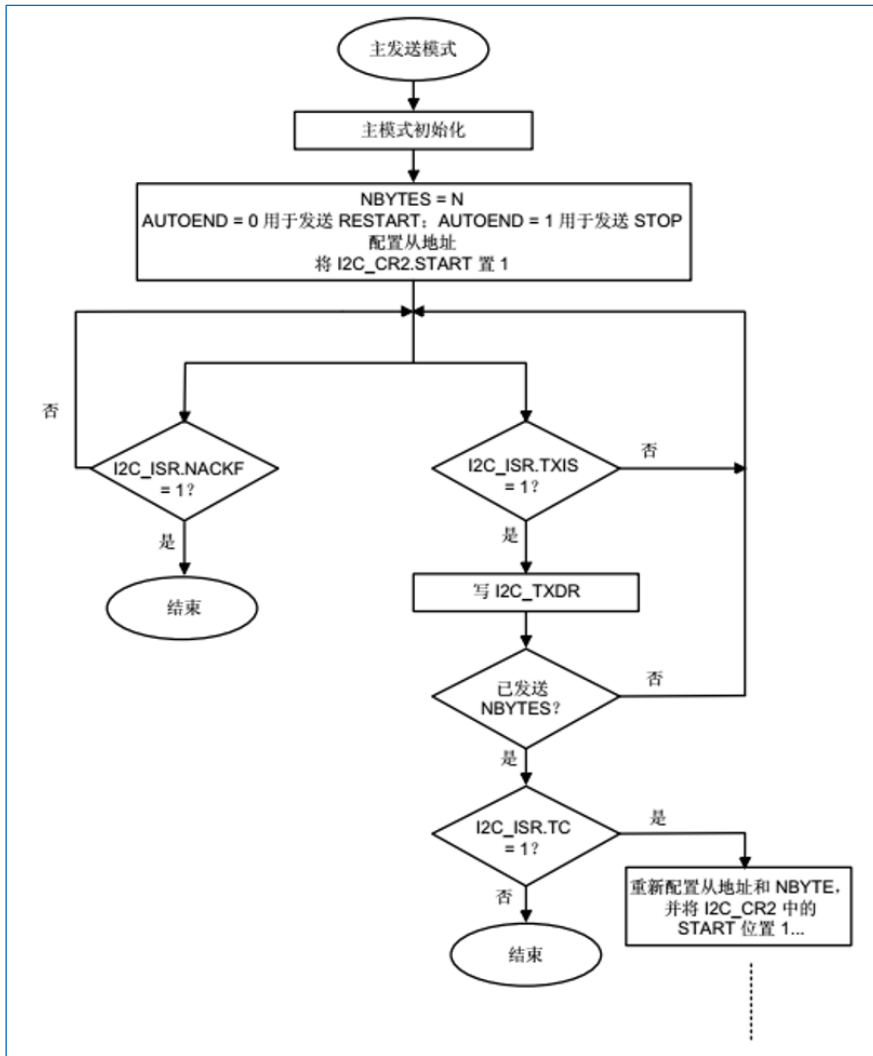 主发送模式
主模式初始化
NBYTES = N
AUTOEND = 0 用于发送 RESTART；AUTOEND = 1 用于发送 STOP
配置从地址
将 I2C_CR2.START 置 1
否
I2C_ISR.NACKF
= 1？
是
结束
I2C_ISR.TXIS
= 1？
否
是
写 I2C_TXDR
已发送
NBYTES？
否
是
I2C_ISR.TC
= 1？
是
否
结束
重新配置从地址和 NBYTE，
并将 I2C_CR2 中的
START 位置 1...